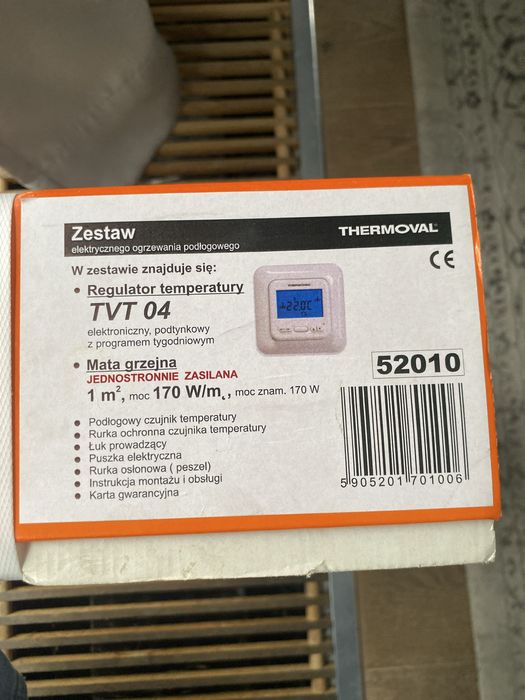 Zestaw
elektrycznego ogrzewania podłogowego
THERMOVAL
CE
W zestawie znajduje się:
• Regulator temperatury
TVT 04
elektroniczny, podtynkowy
z programem tygodniowym
22.0C
• Mata grzejna
JEDNOSTRONNIE ZASILANA
1 m², moc 170 W/m², moc znam. 170 W
52010
• Podłogowy czujnik temperatury
• Rurka ochronna czujnika temperatury
• Łuk prowadzący
• Puszka elektryczna
• Rurka osłonowa ( peszel)
• Instrukcja montażu i obsługi
• Karta gwarancyjna
5 905201 701006